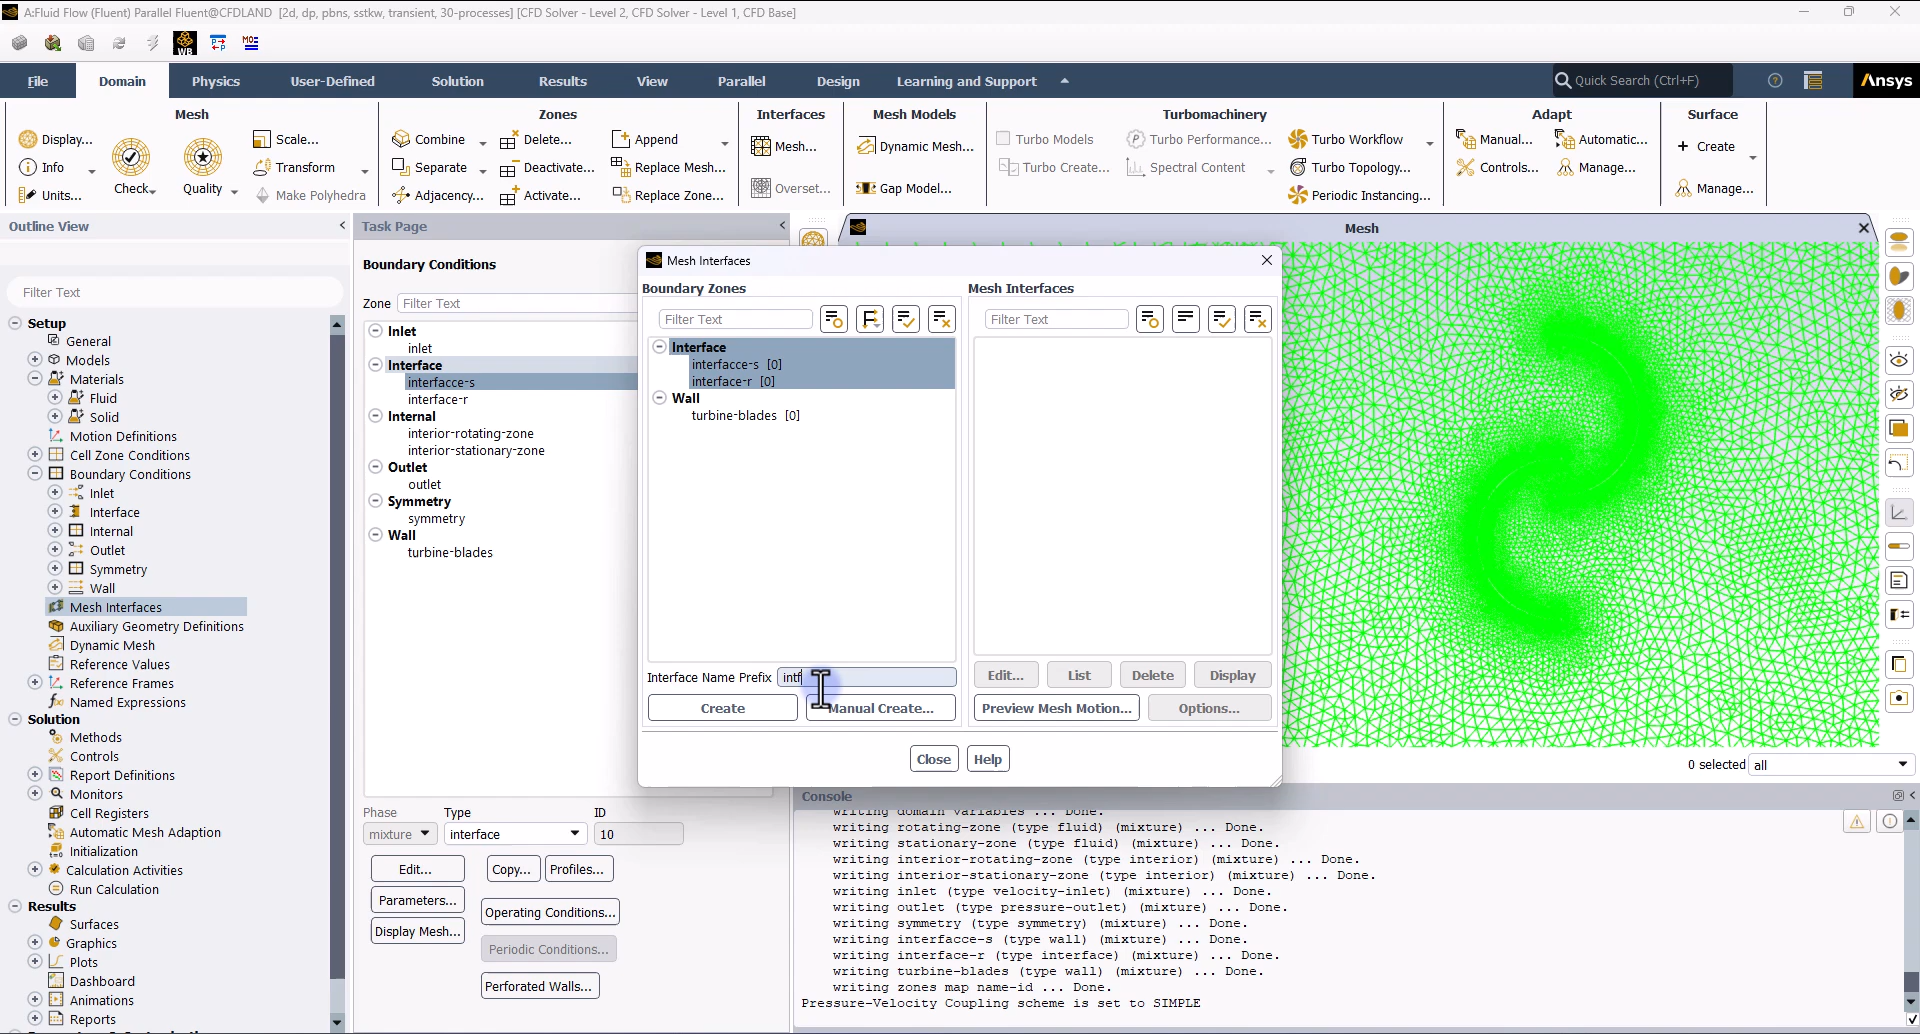 A:Fluid Flow (Fluent) Parallel Fluent@CFDLAND [2d, dp, pbns, sstkw, transient, 30-processes] [CFD Solver - Level 2, CFD Solver - Level 1, CFD Base]
WB
File Domain Physics User-Defined Solution Results View Parallel Design Learning and Support Quick Search (Ctrl+F) Ansys
Mesh
Display... Info Units... Check Quality Scale... Transform Make Polyhedra
Zones
Combine Delete... Append
Separate Deactivate... Replace Mesh...
Adjacency... Activate... Replace Zone...
Interfaces
Mesh...
Overset...
Mesh Models
Dynamic Mesh...
Gap Model...
Turbomachinery
Turbo Models Turbo Performance... Turbo Workflow
Turbo Create... Spectral Content Turbo Topology...
Periodic Instancing...
Adapt
Manual... Automatic...
Controls... Manage...
Surface
+ Create
Manage...
Outline View
Filter Text
Setup
General
Models
Materials
Fluid
Solid
Motion Definitions
Cell Zone Conditions
Boundary Conditions
Inlet
Interface
Internal
Outlet
Symmetry
Wall
Mesh Interfaces
Auxiliary Geometry Definitions
Dynamic Mesh
Reference Values
Reference Frames
Named Expressions
Solution
Methods
Controls
Report Definitions
Monitors
Cell Registers
Automatic Mesh Adaption
Initialization
Calculation Activities
Run Calculation
Results
Surfaces
Graphics
Plots
Dashboard
Animations
Reports
Task Page
Boundary Conditions
Zone Filter Text
Inlet
inlet
Interface
interfacce-s
interface-r
Internal
interior-rotating-zone
interior-stationary-zone
Outlet
outlet
Symmetry
symmetry
Wall
turbine-blades
Phase Type ID
mixture interface 10
Edit... Copy... Profiles...
Parameters... Operating Conditions...
Display Mesh... Periodic Conditions...
Perforated Walls...
Mesh Interfaces
Boundary Zones
Filter Text
Interface
interfacce-s [0]
interface-r [0]
Wall
turbine-blades [0]
Interface Name Prefix intf
Create Manual Create...
Mesh Interfaces
Filter Text
Edit... List Delete Display
Preview Mesh Motion... Options...
Close Help
Mesh
0 selected all
Console
writing domain variables ... Done.
writing rotating-zone (type fluid) (mixture) ... Done.
writing stationary-zone (type fluid) (mixture) ... Done.
writing interior-rotating-zone (type interior) (mixture) ... Done.
writing interior-stationary-zone (type interior) (mixture) ... Done.
writing inlet (type velocity-inlet) (mixture) ... Done.
writing outlet (type pressure-outlet) (mixture) ... Done.
writing symmetry (type symmetry) (mixture) ... Done.
writing interfacce-s (type wall) (mixture) ... Done.
writing interface-r (type interface) (mixture) ... Done.
writing turbine-blades (type wall) (mixture) ... Done.
writing zones map name-id ... Done.
Pressure-Velocity Coupling scheme is set to SIMPLE